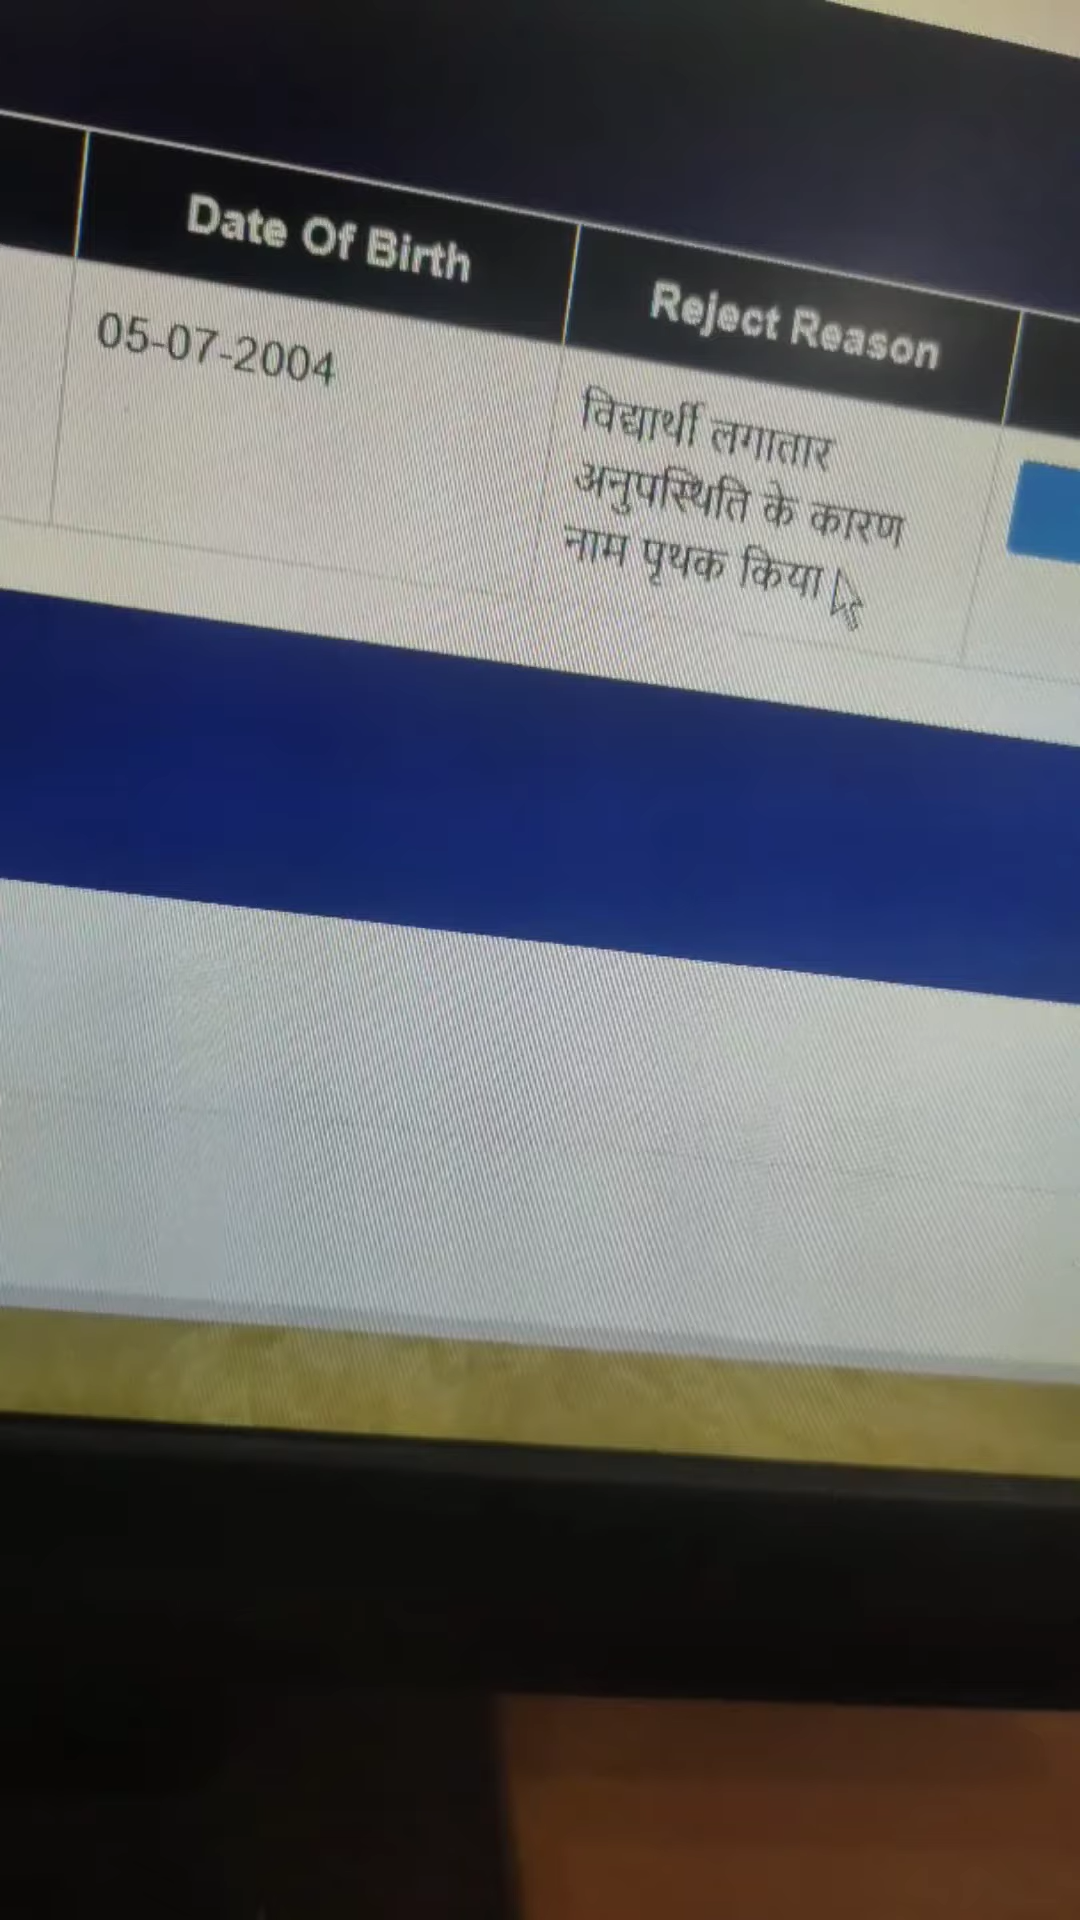 Date Of Birth
Reject Reason
05-07-2004
विद्यार्थी लगातार
अनुपस्थिति के कारण
नाम पृथक किया